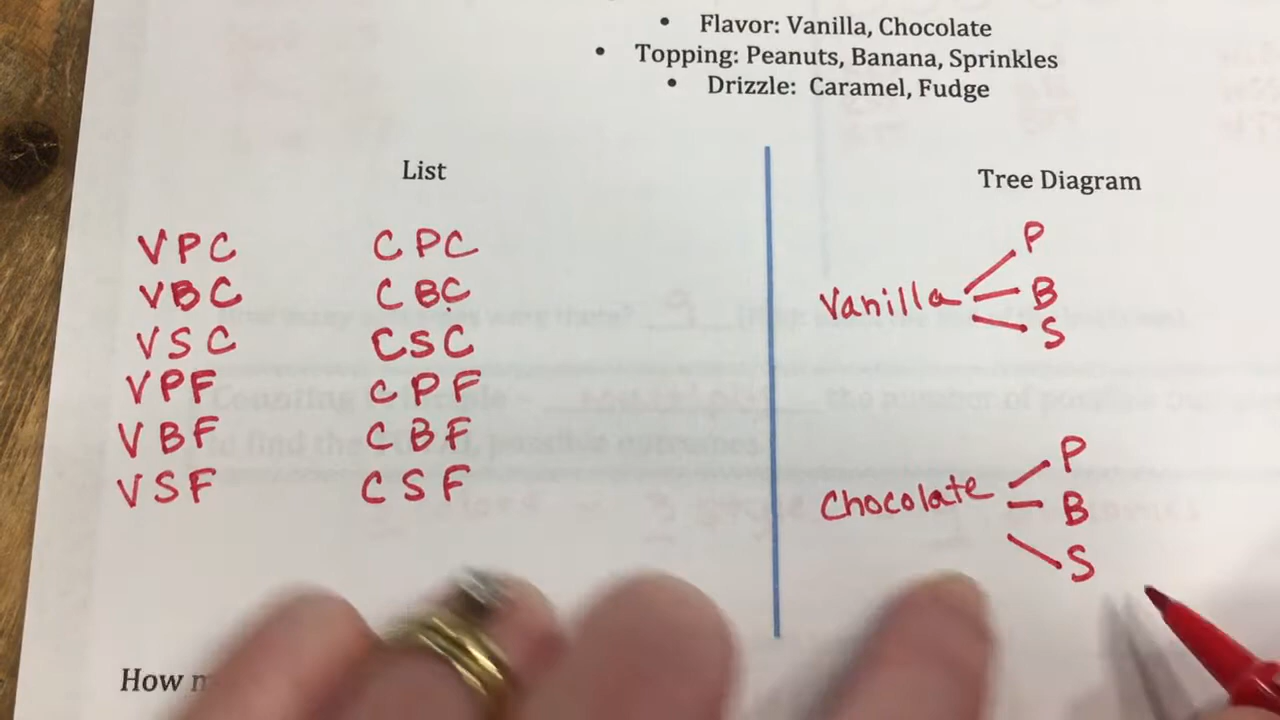 • Flavor: Vanilla, Chocolate
• Topping: Peanuts, Banana, Sprinkles
• Drizzle: Caramel, Fudge
List
VPC CPC
VBC CBC
VSC CSC
VPF CPF
VBF CBF
VSF CSF
Tree Diagram
P
Vanilla B
S
P
Chocolate B
S
How